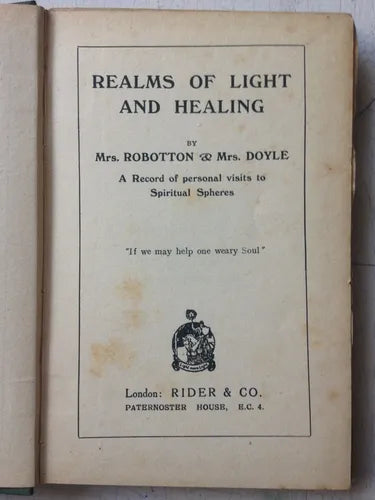 REALMS OF LIGHT
AND HEALING
BY
Mrs. ROBOTTON & Mrs. DOYLE
A Record of personal visits to
Spiritual Spheres
"If we may help one weary Soul"
London: RIDER & CO.
PATERNOSTER HOUSE, E.C. 4.